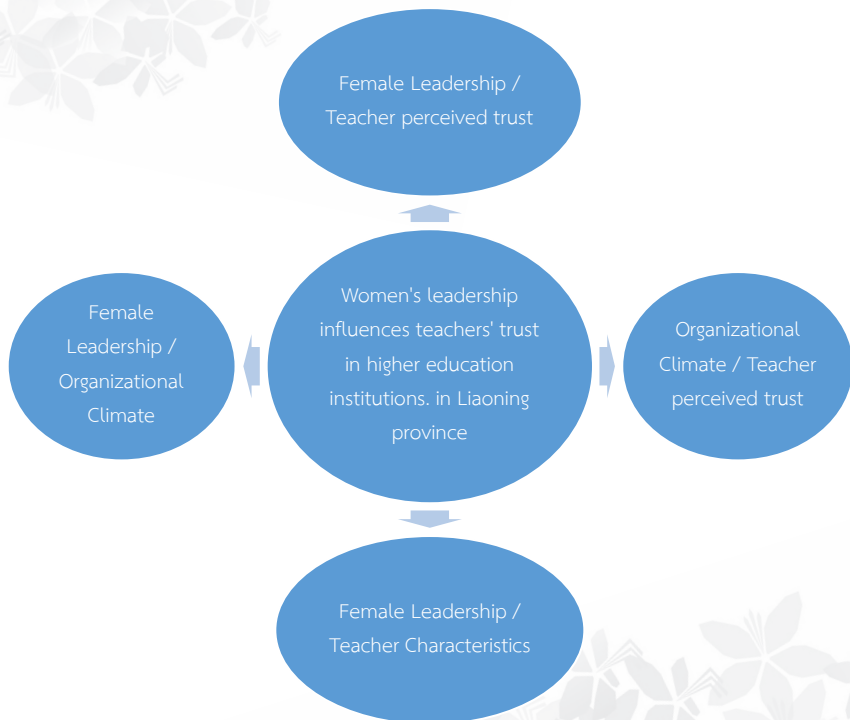 Female Leadership /
Teacher perceived trust
Female
Leadership /
Organizational
Climate
Women's leadership
influences teachers' trust
in higher education
institutions. in Liaoning
province
Organizational
Climate / Teacher
perceived trust
Female Leadership /
Teacher Characteristics